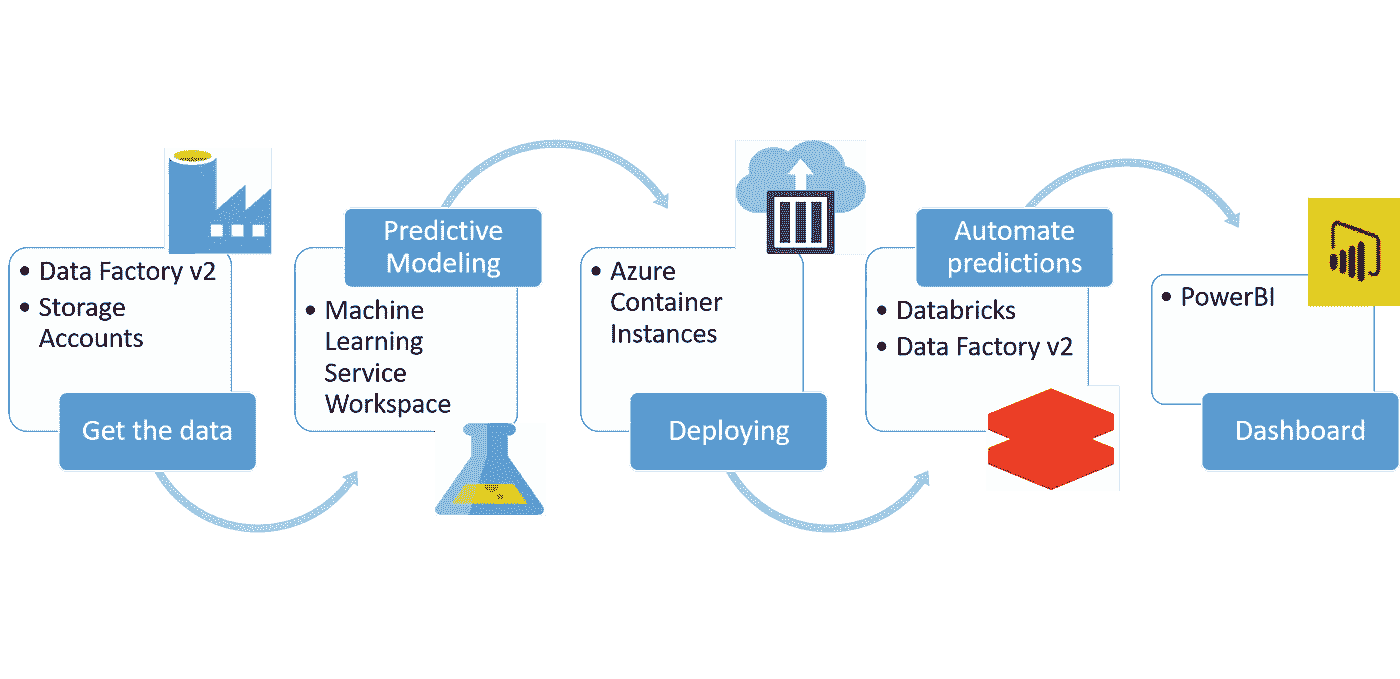 • Data Factory v2
• Storage
Accounts
Get the data
Predictive
Modeling
• Machine
Learning
Service
Workspace
• Azure
Container
Instances
Deploying
Automate
predictions
• Databricks
• Data Factory v2
• PowerBI
Dashboard